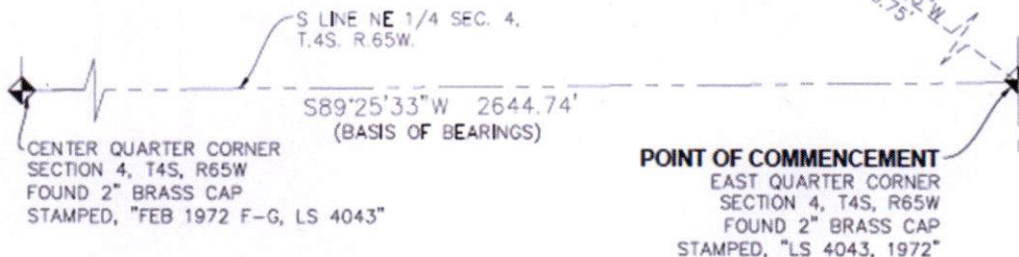 S LINE NE 1/4 SEC. 4,
T.4S. R.65W.
S89°25'33"W 2644.74'
(BASIS OF BEARINGS)
CENTER QUARTER CORNER
SECTION 4, T4S, R65W
FOUND 2" BRASS CAP
STAMPED, "FEB 1972 F-G, LS 4043"
POINT OF COMMENCEMENT
EAST QUARTER CORNER
SECTION 4, T4S, R65W
FOUND 2" BRASS CAP
STAMPED, "LS 4043, 1972"